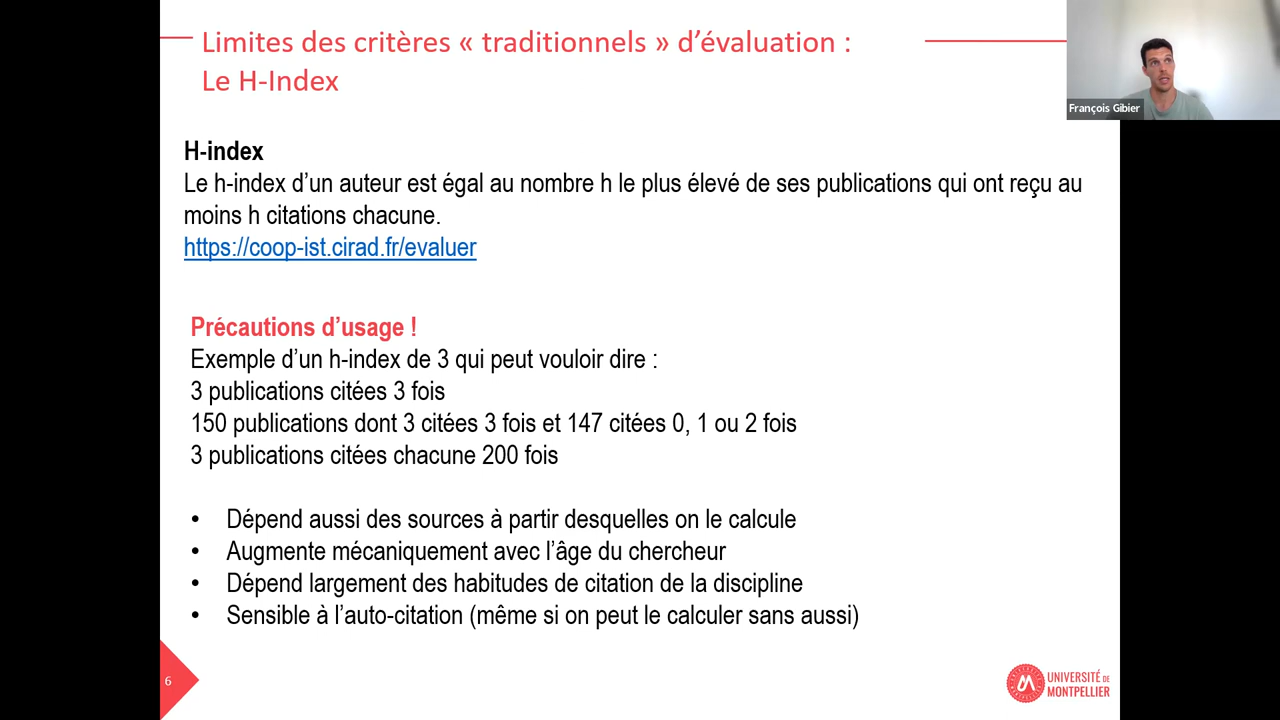 Limites des critères « traditionnels » d’évaluation :
Le H-Index
François Gibier
H-index
Le h-index d’un auteur est égal au nombre h le plus élevé de ses publications qui ont reçu au
moins h citations chacune.
https://coop-ist.cirad.fr/evaluer
Précautions d’usage !
Exemple d’un h-index de 3 qui peut vouloir dire :
3 publications citées 3 fois
150 publications dont 3 citées 3 fois et 147 citées 0, 1 ou 2 fois
3 publications citées chacune 200 fois
• Dépend aussi des sources à partir desquelles on le calcule
• Augmente mécaniquement avec l’âge du chercheur
• Dépend largement des habitudes de citation de la discipline
• Sensible à l’auto-citation (même si on peut le calculer sans aussi)
6
UNIVERSITÉ DE
MONTPELLIER